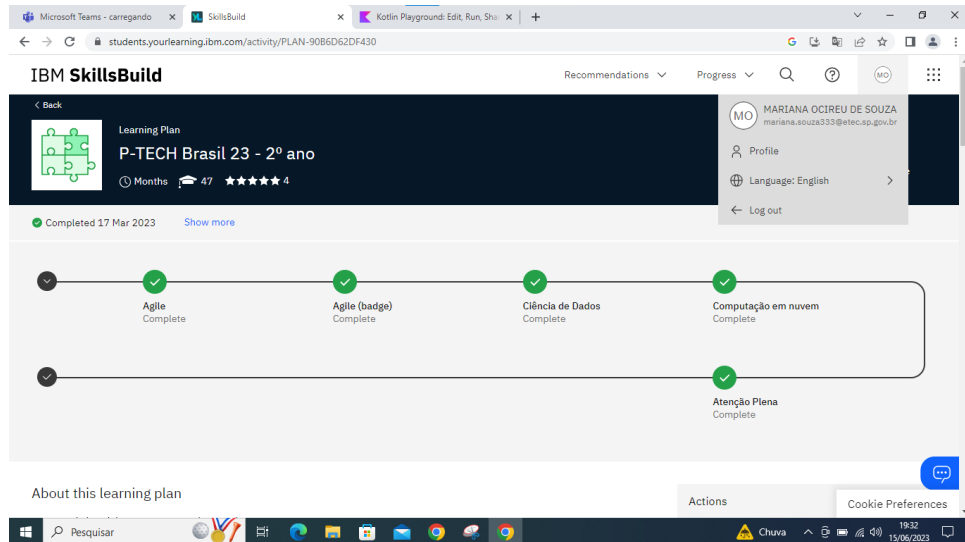 Microsoft Teams - carregando
SkillsBuild
Kotlin Playground: Edit, Run, Sha
students.yourlearning.ibm.com/activity/PLAN-90B6D62DF430
IBM SkillsBuild
Recommendations
Progress
MO
Back
Learning Plan
P-TECH Brasil 23 - 2º ano
Months
47
4
MO
MARIANA OCIREU DE SOUZA
mariana.souza333@etec.sp.gov.br
Profile
Language: English
Log out
Completed 17 Mar 2023
Show more
Agile
Complete
Agile (badge)
Complete
Ciência de Dados
Complete
Computação em nuvem
Complete
Atenção Plena
Complete
About this learning plan
Actions
Cookie Preferences
Pesquisar
Chuva
19:32
15/06/2023